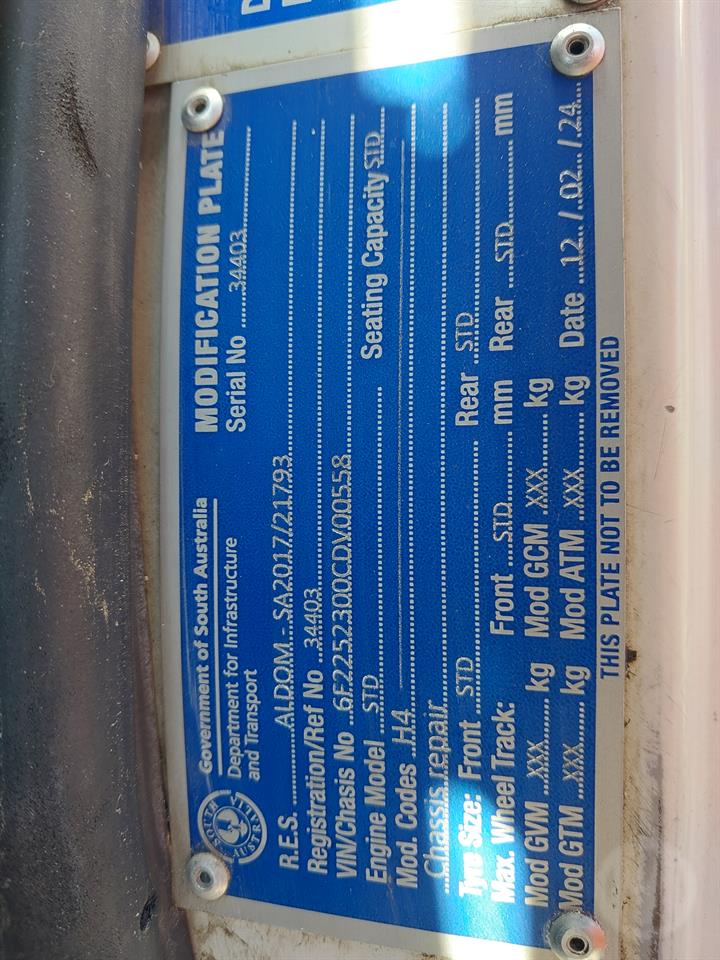 Government of South Australia
Department for Infrastructure
and Transport
MODIFICATION PLATE
Serial No 34403
R.E.S. ALDOM - SA2017/21793
Registration/Ref No 34403
VIN/Chasis No 6F2252300CDV00558
Engine Model STD Seating Capacity STD
Mod. Codes H4
Chassis repair
Tyre Size: Front STD Rear STD
Max. Wheel Track: Front STD mm Rear STD mm
Mod GVM XXX kg Mod GCM XXX kg
Mod GTM XXX kg Mod ATM XXX kg Date 12 / 02 / 24
THIS PLATE NOT TO BE REMOVED
SOUTH AUSTRALIA